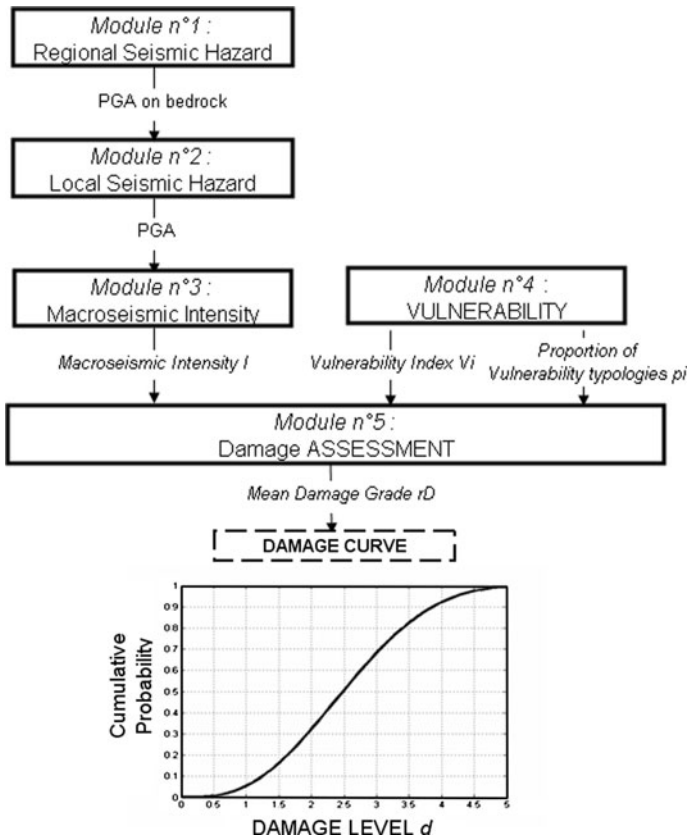 Module n°1 :
Regional Seismic Hazard
PGA on bedrock
Module n°2 :
Local Seismic Hazard
PGA
Module n°3 :
Macroseismic Intensity
Module n°4 :
VULNERABILITY
Macroseismic Intensity I
Vulnerability Index Vi
Proportion of
Vulnerability typologies pi
Module n°5 :
Damage ASSESSMENT
Mean Damage Grade rD
DAMAGE CURVE
Cumulative
Probability
1
0.9
0.8
0.7
0.6
0.5
0.4
0.3
0.2
0.1
0
0 0.5 1 1.5 2 2.5 3 3.5 4 4.5 5
DAMAGE LEVEL d